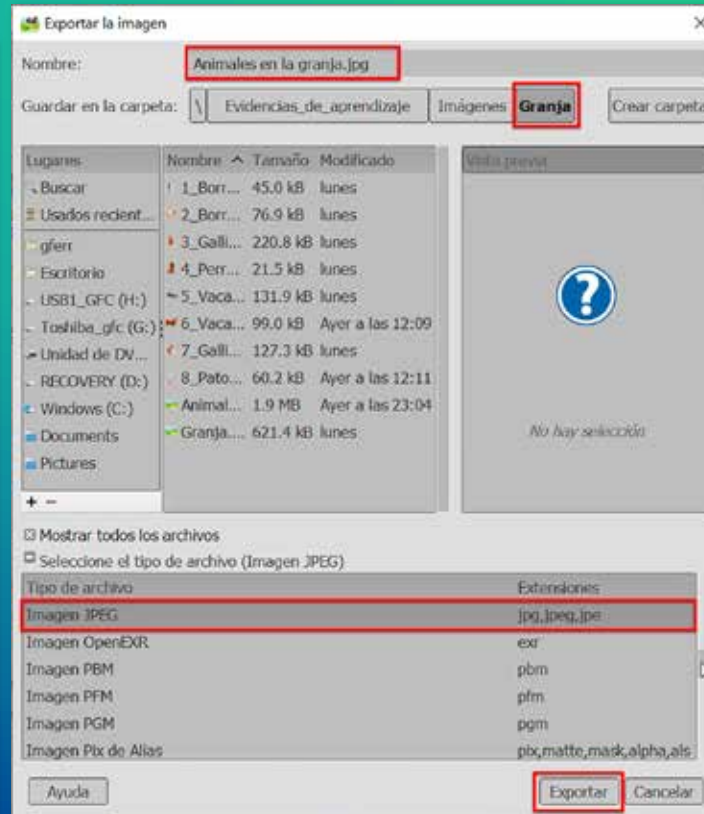 Exportar la imagen
Nombre: Animales en la granja.jpg
Guardar en la carpeta: \ Evidencias_de_aprendizaje Imágenes Granja Crear carpeta
Lugares Nombre Tamaño Modificado Vista previa
Buscar 1_Borr... 45.0 kB lunes
Usados recient... 2_Borr... 76.9 kB lunes
gferr 3_Galli... 220.8 kB lunes
Escritorio 4_Perr... 21.5 kB lunes
USB1_GFC (H:) 5_Vaca... 131.9 kB lunes
Toshiba_gfc (G:) 6_Vaca... 99.0 kB Ayer a las 12:09
Unidad de DV... 7_Galli... 127.3 kB lunes
RECOVERY (D:) 8_Pato... 60.2 kB Ayer a las 12:11
Windows (C:) Animal... 1.9 MB Ayer a las 23:04
Documents Granja.... 621.4 kB lunes
Pictures
No hay selección
+ -
Mostrar todos los archivos
Seleccione el tipo de archivo (Imagen JPEG)
Tipo de archivo Extensiones
Imagen JPEG jpg,jpeg,jpe
Imagen OpenEXR exr
Imagen PBM pbm
Imagen PFM pfm
Imagen PGM pgm
Imagen Pix de Alias pix,matte,mask,alpha,als
Ayuda Exportar Cancelar